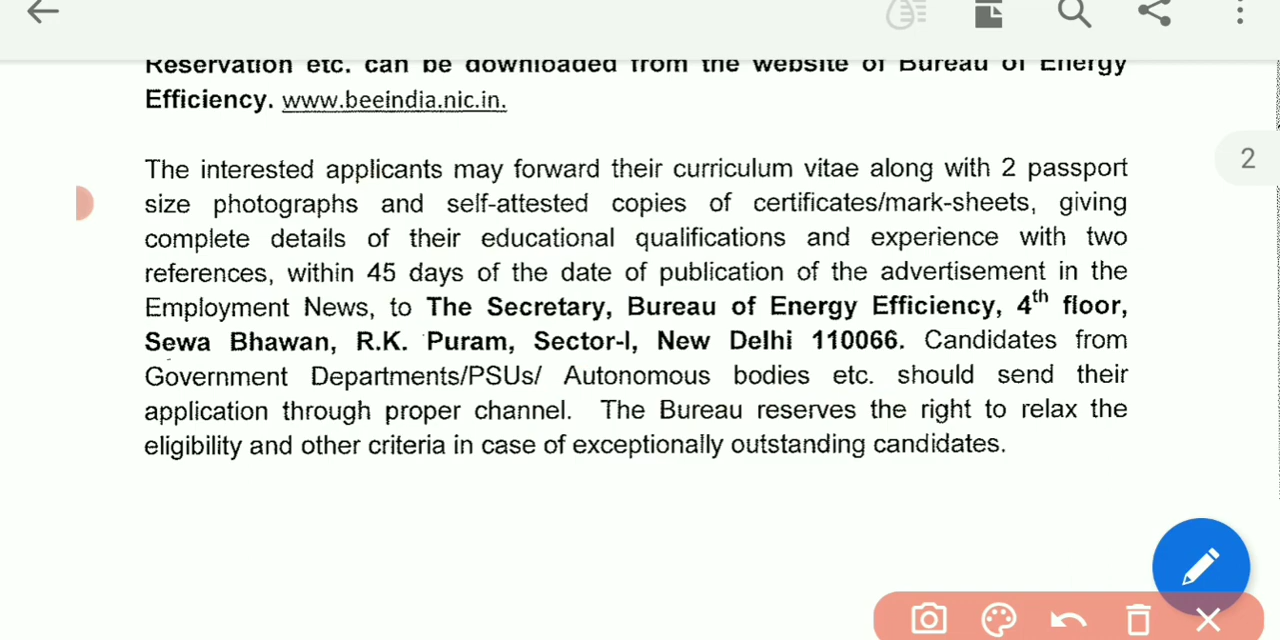 Reservation etc. can be downloaded from the website of Bureau of Energy
Efficiency. www.beeindia.nic.in.
2
The interested applicants may forward their curriculum vitae along with 2 passport
size photographs and self-attested copies of certificates/mark-sheets, giving
complete details of their educational qualifications and experience with two
references, within 45 days of the date of publication of the advertisement in the
Employment News, to The Secretary, Bureau of Energy Efficiency, 4th floor,
Sewa Bhawan, R.K. Puram, Sector-I, New Delhi 110066. Candidates from
Government Departments/PSUs/ Autonomous bodies etc. should send their
application through proper channel. The Bureau reserves the right to relax the
eligibility and other criteria in case of exceptionally outstanding candidates.